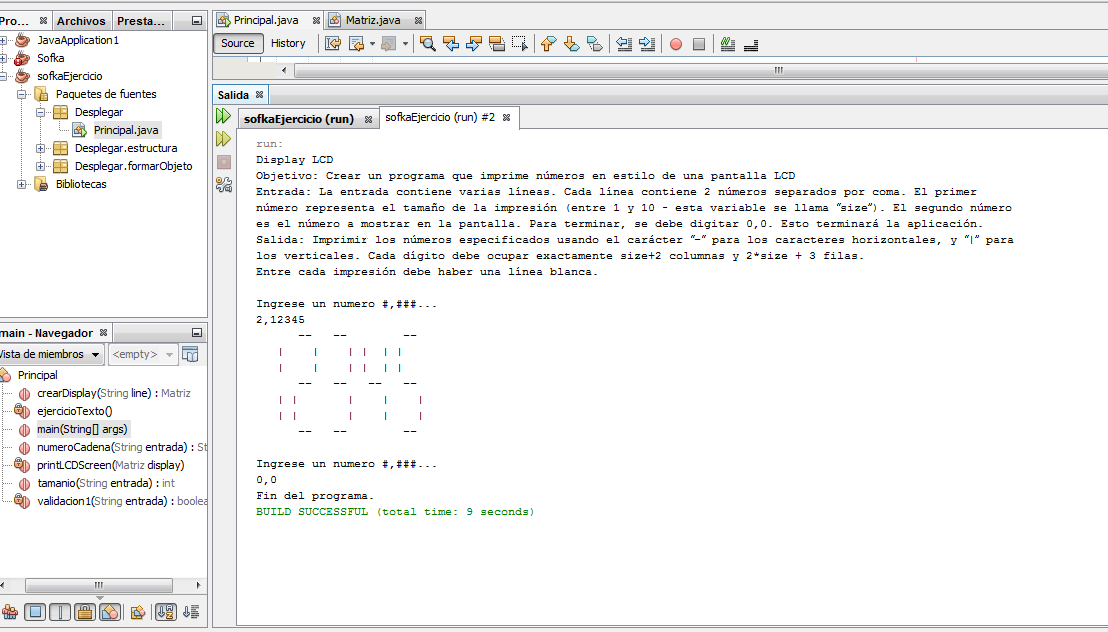 Pro... Archivos Presta...
JavaApplication1
Sofka
sofkaEjercicio
Paquetes de fuentes
Desplegar
Principal.java
Desplegar.estructura
Desplegar.formarObjeto
Bibliotecas
main - Navegador
Vista de miembros <empty>
Principal
crearDisplay(String line) : Matriz
ejercicioTexto()
main(String[] args)
numeroCadena(String entrada) : St
printLCDScreen(Matriz display)
tamanio(String entrada) : int
validacion1(String entrada) : boolea
Principal.java Matriz.java
Source History
Salida
sofkaEjercicio (run) sofkaEjercicio (run) #2
run:
Display LCD
Objetivo: Crear un programa que imprime números en estilo de una pantalla LCD
Entrada: La entrada contiene varias líneas. Cada línea contiene 2 números separados por coma. El primer
número representa el tamaño de la impresión (entre 1 y 10 - esta variable se llama “size”). El segundo número
es el número a mostrar en la pantalla. Para terminar, se debe digitar 0,0. Esto terminará la aplicación.
Salida: Imprimir los números especificados usando el carácter “-” para los caracteres horizontales, y “|” para
los verticales. Cada dígito debe ocupar exactamente size+2 columnas y 2*size + 3 filas.
Entre cada impresión debe haber una línea blanca.
Ingrese un numero #,###...
2,12345
      --   --        --
   |    |    | | | | |
   |    |    | | | | |
      --   --   --   --
   | |       |    |    |
   | |       |    |    |
      --   --        --
Ingrese un numero #,###...
0,0
Fin del programa.
BUILD SUCCESSFUL (total time: 9 seconds)